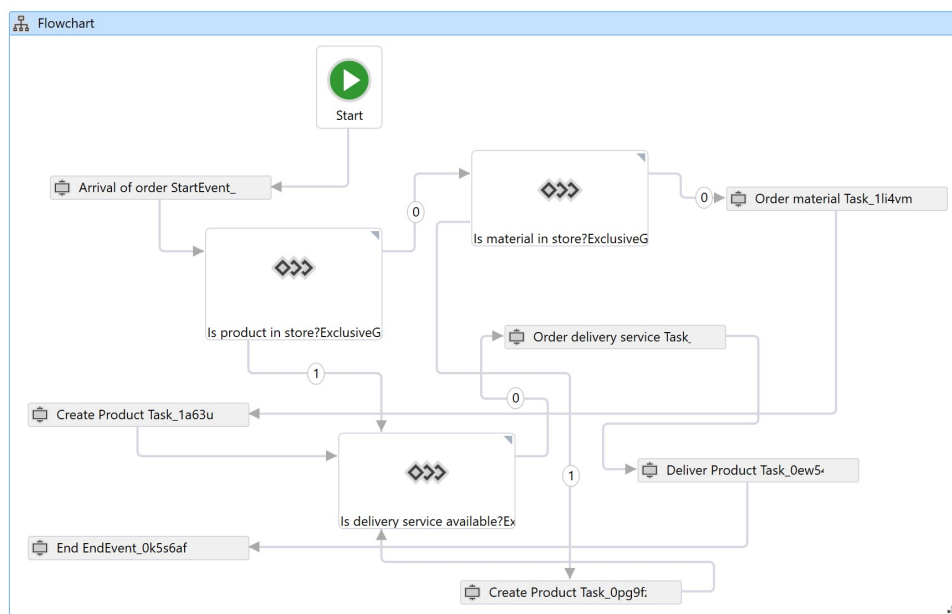 Flowchart
Start
Arrival of order StartEvent_
Is material in store?ExclusiveG
0
Order material Task_1li4vm
0
Is product in store?ExclusiveG
Order delivery service Task_
1
0
Create Product Task_1a63u
Is delivery service available?Ex
Deliver Product Task_0ew54
1
End EndEvent_0k5s6af
Create Product Task_0pg9f.